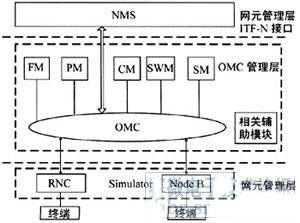 NMS
网元管理层
ITF-N 接口
FM
PM
CM
SWM
SM
OMC 管理层
OMC
相关辅
助模块
RNC
Simulator
Node B
网元管理层
终端
终端